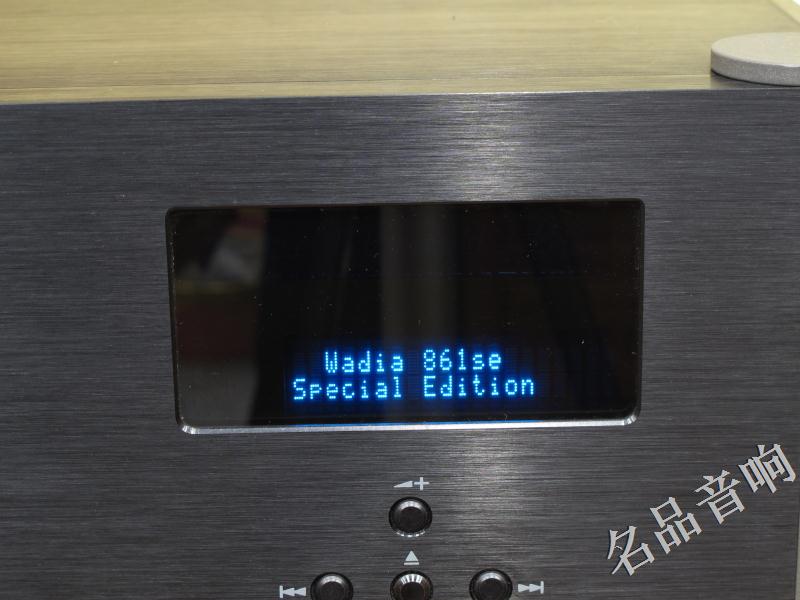 Wadia 861se
Special Edition
名品音响